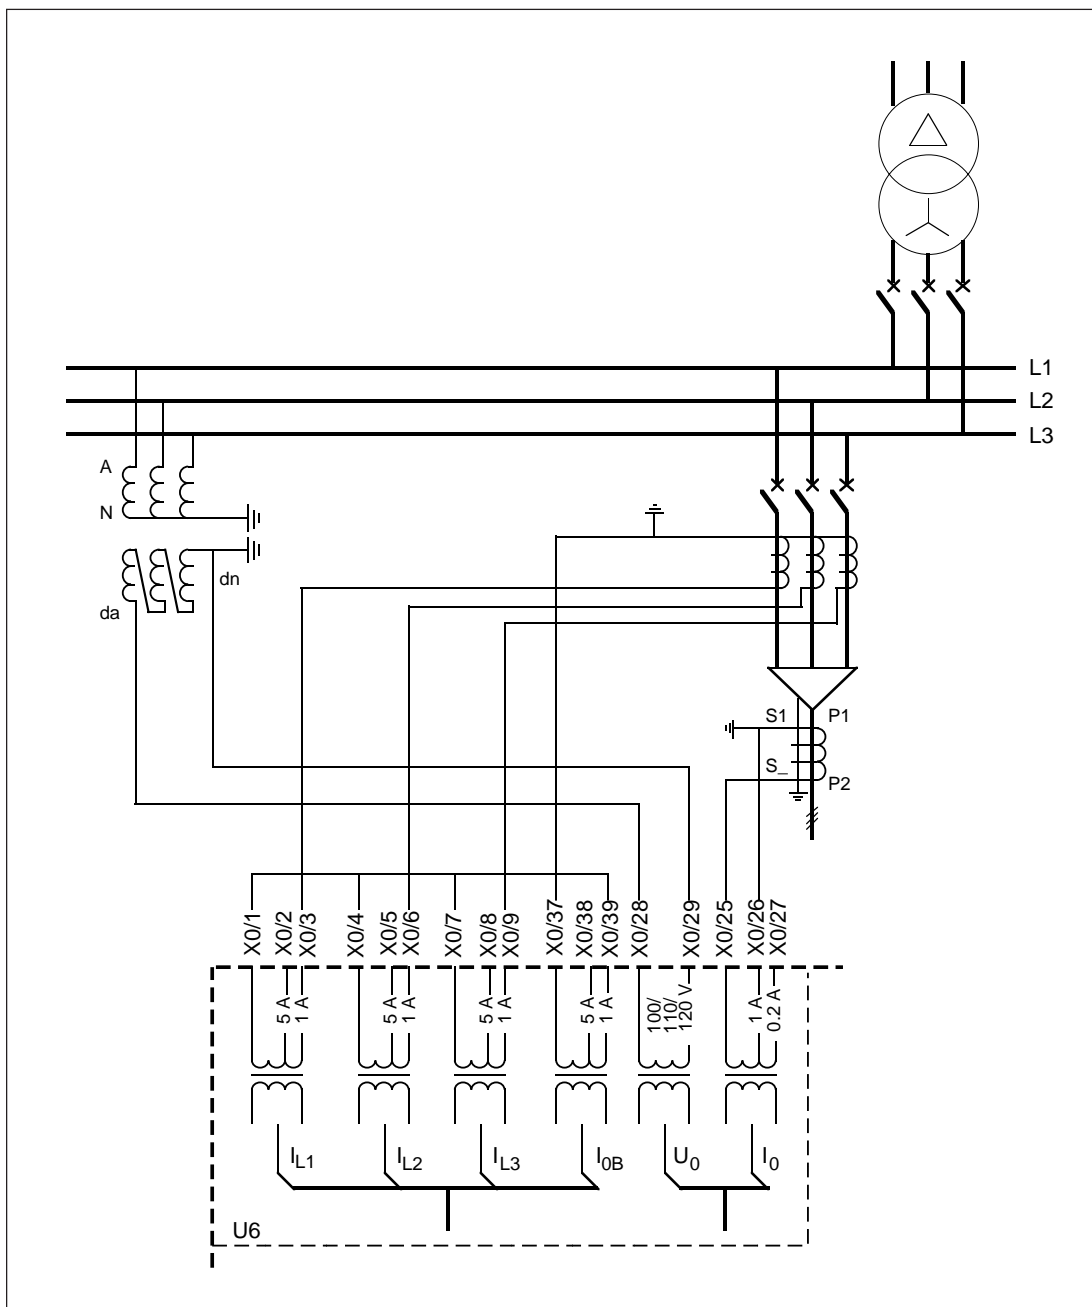 L1
L2
L3
A
N
dn
da
S1
P1
S_
P2
X0/1
X0/2
X0/3
X0/4
X0/5
X0/6
X0/7
X0/8
X0/9
X0/37
X0/38
X0/39
X0/28
X0/29
X0/25
X0/26
X0/27
5 A
1 A
5 A
1 A
5 A
1 A
5 A
1 A
100/
110/
120 V
1 A
0.2 A
IL1
IL2
IL3
I0B
U0
I0
U6